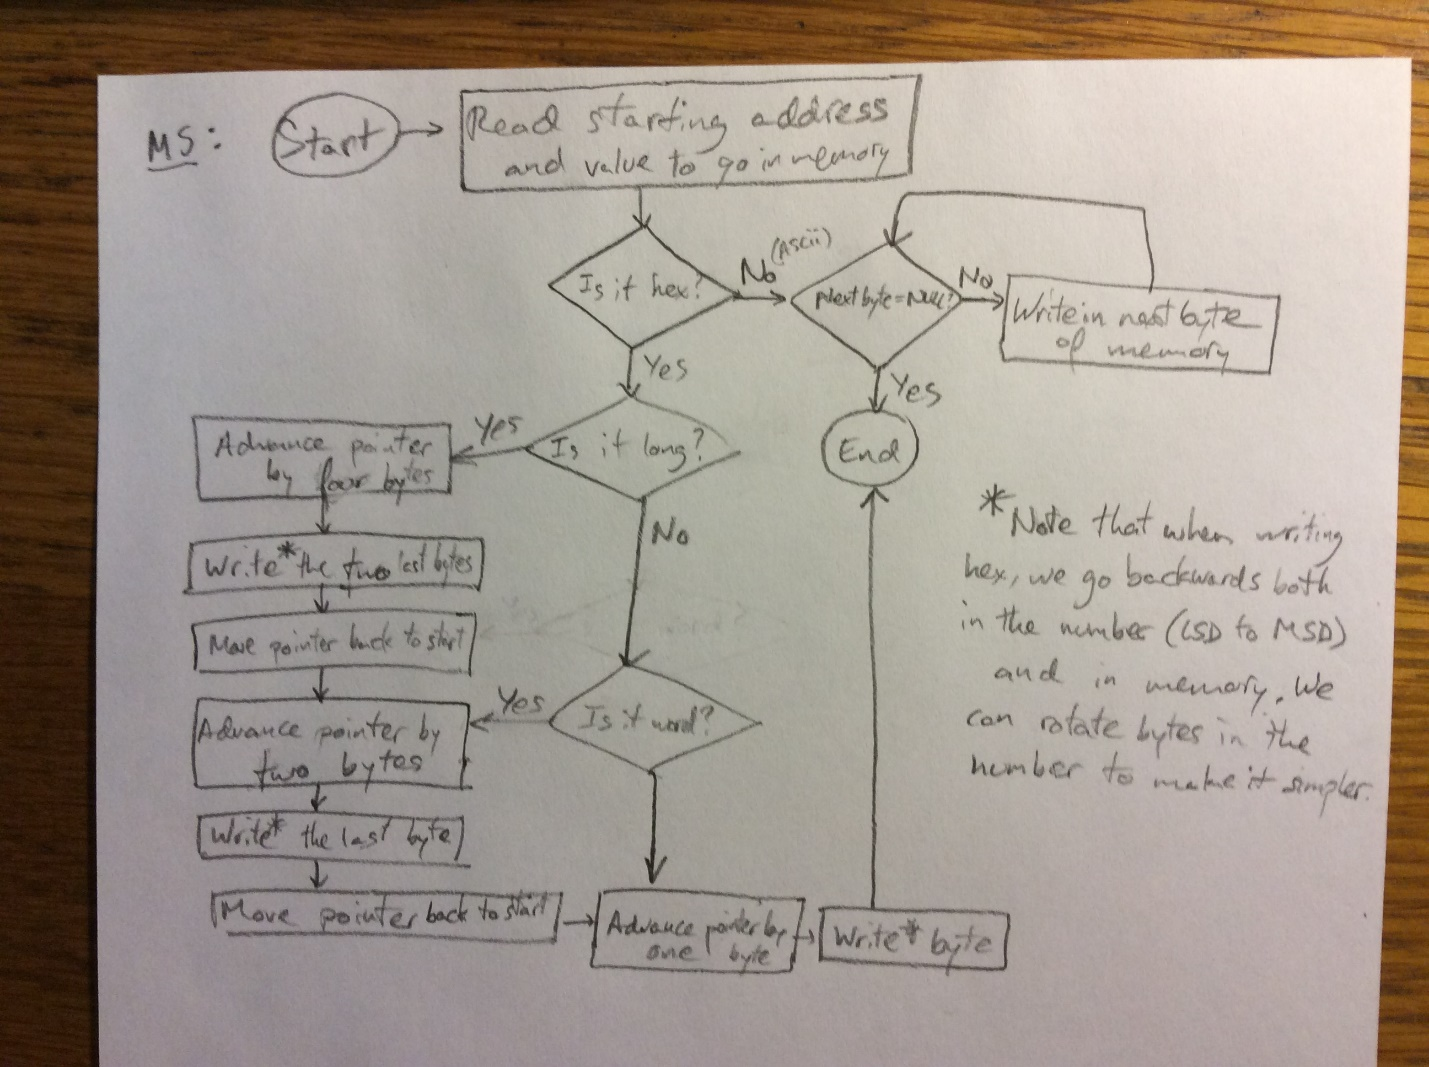 MS:
Start
Read starting address
and value to go in memory
Is it hex?
No
(ASCii)
Next byte = NULL?
No
Write in next byte
of memory
Yes
Yes
End
Is it long?
Yes
Advance pointer
by four bytes
No
Write* the two last bytes
Move pointer back to start
Is it word?
Yes
Advance pointer by
two bytes
Write* the last byte
Move pointer back to start
Advance pointer by
one byte
Write* byte
*Note that when writing
hex, we go backwards both
in the number (LSD to MSD)
and in memory. We
can rotate bytes in the
number to make it simpler.